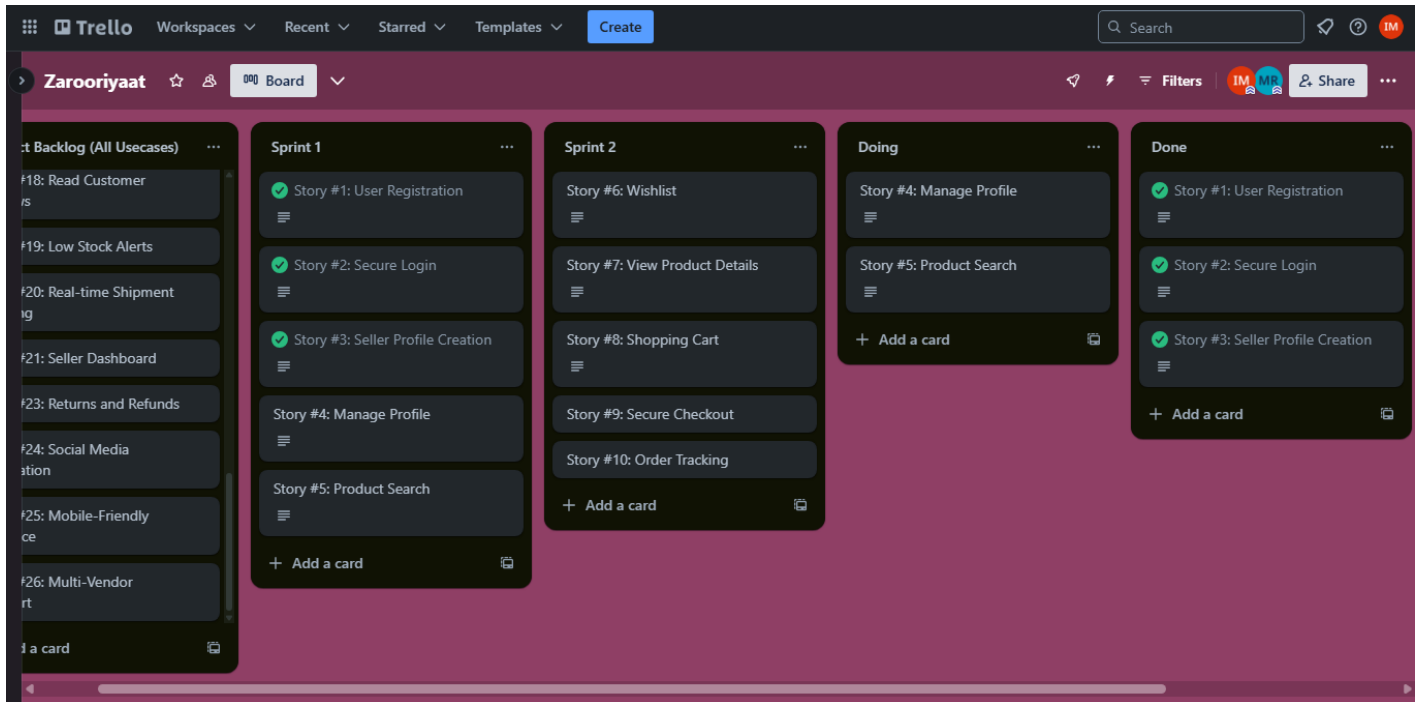 Trello Workspaces Recent Starred Templates Create Search IM
Zarooriyaat Board Filters IM MR Share
ct Backlog (All Usecases)
#18: Read Customer
#19: Low Stock Alerts
#20: Real-time Shipment
#21: Seller Dashboard
#23: Returns and Refunds
#24: Social Media
#25: Mobile-Friendly
#26: Multi-Vendor
a card
Sprint 1
Story #1: User Registration
Story #2: Secure Login
Story #3: Seller Profile Creation
Story #4: Manage Profile
Story #5: Product Search
+ Add a card
Sprint 2
Story #6: Wishlist
Story #7: View Product Details
Story #8: Shopping Cart
Story #9: Secure Checkout
Story #10: Order Tracking
+ Add a card
Doing
Story #4: Manage Profile
Story #5: Product Search
+ Add a card
Done
Story #1: User Registration
Story #2: Secure Login
Story #3: Seller Profile Creation
+ Add a card